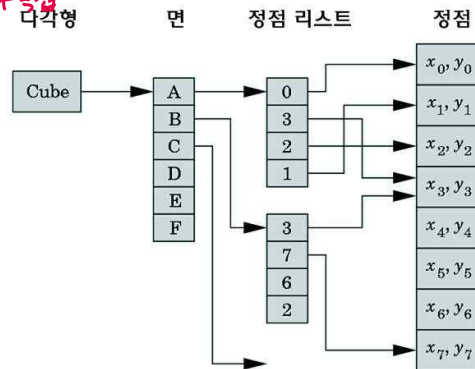 다각형 면 정점 리스트 정점
Cube
A
B
C
D
E
F
0
3
2
1
3
7
6
2
x₀, y₀
x₁, y₁
x₂, y₂
x₃, y₃
x₄, y₄
x₅, y₅
x₆, y₆
x₇, y₇